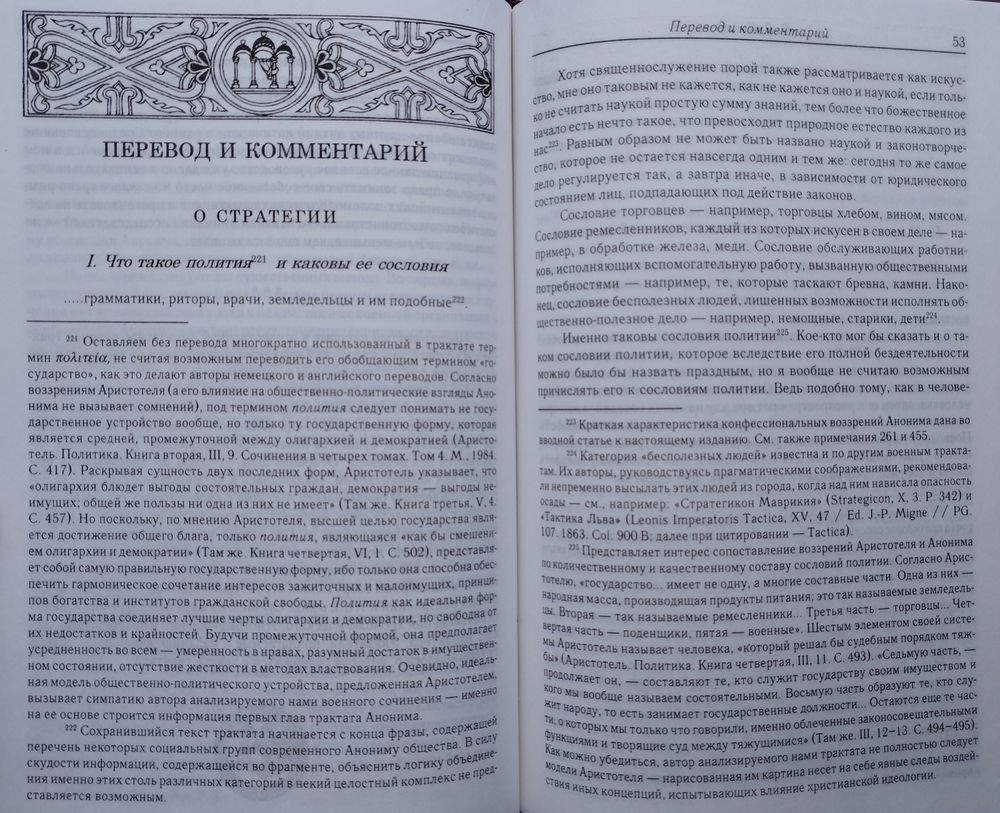 ПЕРЕВОД И КОММЕНТАРИЙ
О СТРАТЕГИИ
I. Что такое полития²²¹ и каковы ее сословия
.....грамматики, риторы, врачи, земледельцы и им подобные²²².
²²¹ Оставляем без перевода многократно использованный в трактате тер-
мин πολιτεία, не считая возможным переводить его обобщающим термином «го-
сударство», как это делают авторы немецкого и английского переводов. Согласно
воззрениям Аристотеля (а его влияние на общественно-политические взгляды Ано-
нима не вызывает сомнений), под термином полития следует понимать не госу-
дарственное устройство вообще, но только ту государственную форму, которая
является средней, промежуточной между олигархией и демократией (Аристо-
тель. Политика. Книга вторая, III, 9. Сочинения в четырех томах. Том 4. М., 1984.
С. 417). Раскрывая сущность двух последних форм, Аристотель указывает, что
«олигархия блюдет выгоды состоятельных граждан, демократия — выгоды не-
имущих; общей же пользы ни одна из них не имеет» (Там же. Книга третья, V, 4.
С. 457). Но поскольку, по мнению Аристотеля, высшей целью государства явля-
ется достижение общего блага, только полития, являющаяся «как бы смешени-
ем олигархии и демократии» (Там же. Книга четвертая, VI, 1. С. 502), представля-
ет собой самую правильную государственную форму, ибо только она способна обес-
печить гармоническое сочетание интересов зажиточных и малоимущих, принци-
пов богатства и институтов гражданской свободы. Полития как идеальная фор-
ма государства соединяет лучшие черты олигархии и демократии, но свободна от
их недостатков и крайностей. Будучи промежуточной формой, она предполагает
усредненность во всем — умеренность в нравах, разумный достаток в имуществен-
ном состоянии, отсутствие жесткости в методах властвования. Очевидно, идеаль-
ная модель общественно-политического устройства, предложенная Аристотелем,
вызывает симпатию автора анализируемого нами военного сочинения — именно
на ее основе строится информация первых глав трактата Анонима.
²²² Сохранившийся текст трактата начинается с конца фразы, содержащей
перечень некоторых социальных групп современного Анониму общества. В силу
скудости информации, содержащейся во фрагменте, объяснить логику объедине-
ния именно этих столь различных категорий в некий целостный комплекс не пред-
ставляется возможным.
Перевод и комментарий
53
Хотя священнослужение порой также рассматривается как искус-
ство, мне оно таковым не кажется, как не кажется оно и наукой, если толь-
ко не считать наукой простую сумму знаний, тем более что божественное
начало есть нечто такое, что превосходит природное естество каждого из
нас²²³. Равным образом не может быть названо наукой и законотворче-
ство, которое не остается навсегда одним и тем же: сегодня то же самое
дело регулируется так, а завтра иначе, в зависимости от юридического
состоянием лиц, подпадающих под действие законов.
Сословие торговцев — например, торговцы хлебом, вином, мясом.
Сословие ремесленников, каждый из которых искусен в своем деле — на-
пример, в обработке железа, меди. Сословие обслуживающих работни-
ков, исполняющих вспомогательную работу, вызванную общественными
потребностями — например, те, которые таскают бревна, камни. Нако-
нец, сословие бесполезных людей, лишенных возможности исполнять об-
щественно-полезное дело — например, немощные, старики, дети²²⁴.
Именно таковы сословия политии²²⁵. Кое-кто мог бы сказать и о та-
ком сословии политии, которое вследствие его полной бездеятельности
можно было бы назвать праздным, но я вообще не считаю возможным
причислять его к сословиям политии. Ведь подобно тому, как в челове-
²²³ Краткая характеристика конфессиональных воззрений Анонима дана во
вводной статье к настоящему изданию. См. также примечания 261 и 455.
²²⁴ Категория «бесполезных людей» известна и по другим военным тракта-
там. Их авторы, руководствуясь прагматическими соображениями, рекомендова-
ли непременно высылать этих людей из города, когда над ним нависала опасность
осады — см., например: «Стратегикон Маврикия» (Strategicon, X, 3. P. 342) и
«Тактика Льва» (Leonis Imperatoris Tactica, XV, 47 / Ed. J.-P. Migne // PG.
107. 1863. Col. 900 B; далее при цитировании — Tactica).
²²⁵ Представляет интерес сопоставление воззрений Аристотеля и Анонима
по количественному и качественному составу сословий политии. Согласно Арис-
тотелю, «государство... имеет не одну, а многие составные части. Одна из них —
народная масса, производящая продукты питания; это так называемые земледель-
цы. Вторая — так называемые ремесленники... Третья часть — торговцы... Чет-
вертая часть — поденщики, пятая — военные». Шестым элементом своей систе-
мы Аристотель называет человека, «который решал бы судебным порядком тяж-
бы» (Аристотель. Политика. Книга четвертая, III, 11. С. 493). «Седьмую часть, —
продолжает он, — составляют те, кто служит государству своим имуществом и
кого мы вообще называем состоятельными. Восьмую часть образуют те, кто слу-
жит народу, то есть занимает государственные должности... Остаются еще те час-
ти, о которых мы только что говорили, именно облеченные законосовещательными
функциями и творящие суд между тяжущимися» (Там же. III, 12–13. С. 494–495).
Как можно убедиться, автор анализируемого нами трактата не полностью следует
модели Аристотеля — нарисованная им картина несет на себе явные следы воздей-
ствия иных концепций, испытывающих влияние христианской идеологии.